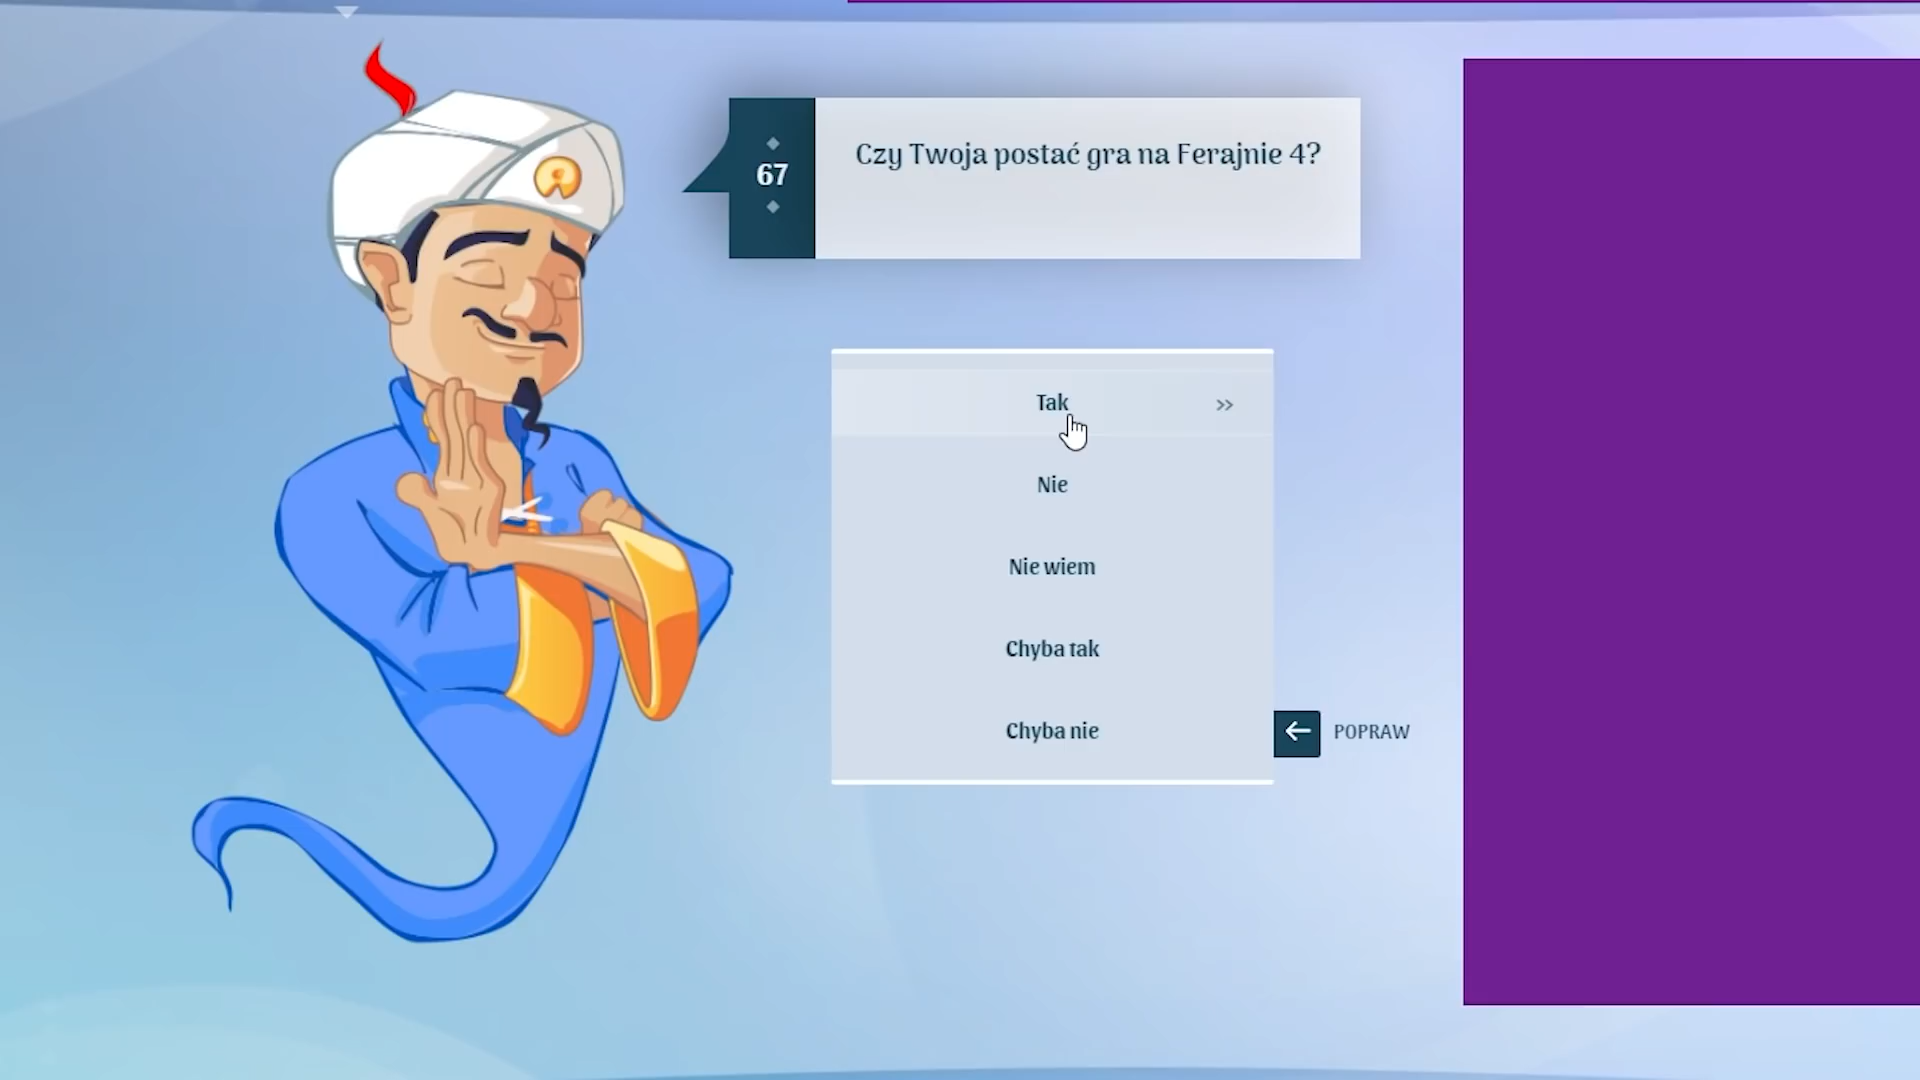 67
Czy Twoja postać gra na Ferajnie 4?
Tak
Nie
Nie wiem
Chyba tak
Chyba nie
POPRAW